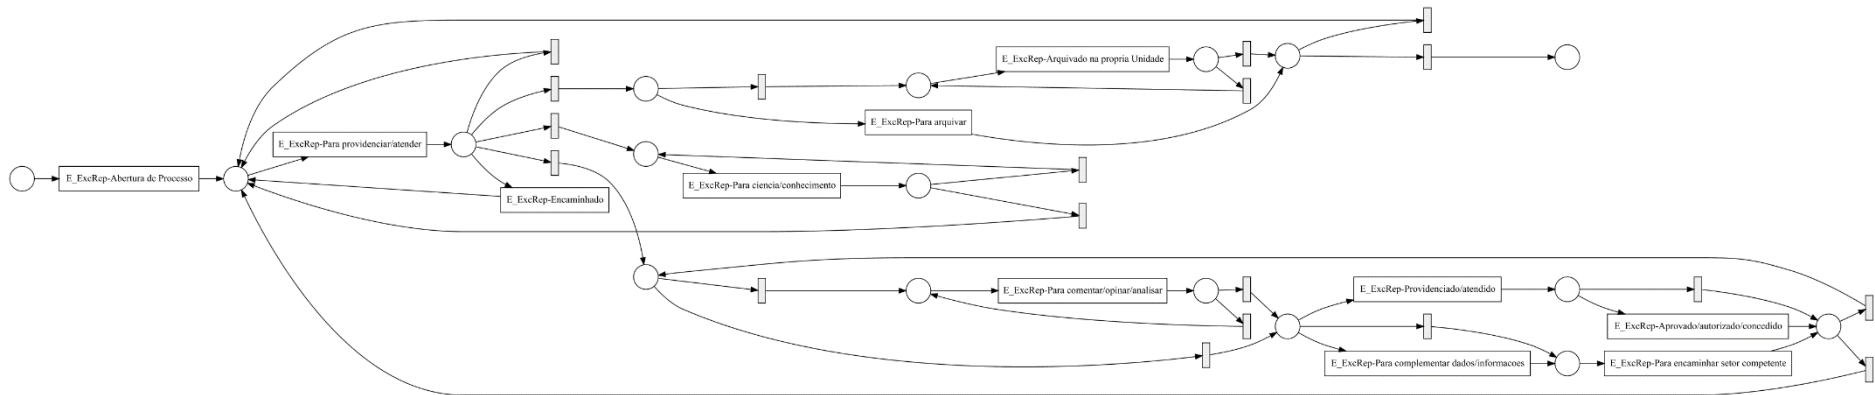 E_ExcRep-Arquivado na propria Unidade
E_ExcRep-Para arquivar
E_ExcRep-Para providenciar/atender
E_ExcRep-Abertura de Processo
E_ExcRep-Para ciencia/conhecimento
E_ExcRep-Encaminhado
E_ExcRep-Para comentar/opinar/analisar
E_ExcRep-Providenciado/atendido
E_ExcRep-Aprovado/autorizado/concedido
E_ExcRep-Para complementar dados/informacoes
E_ExcRep-Para encaminhar setor competente